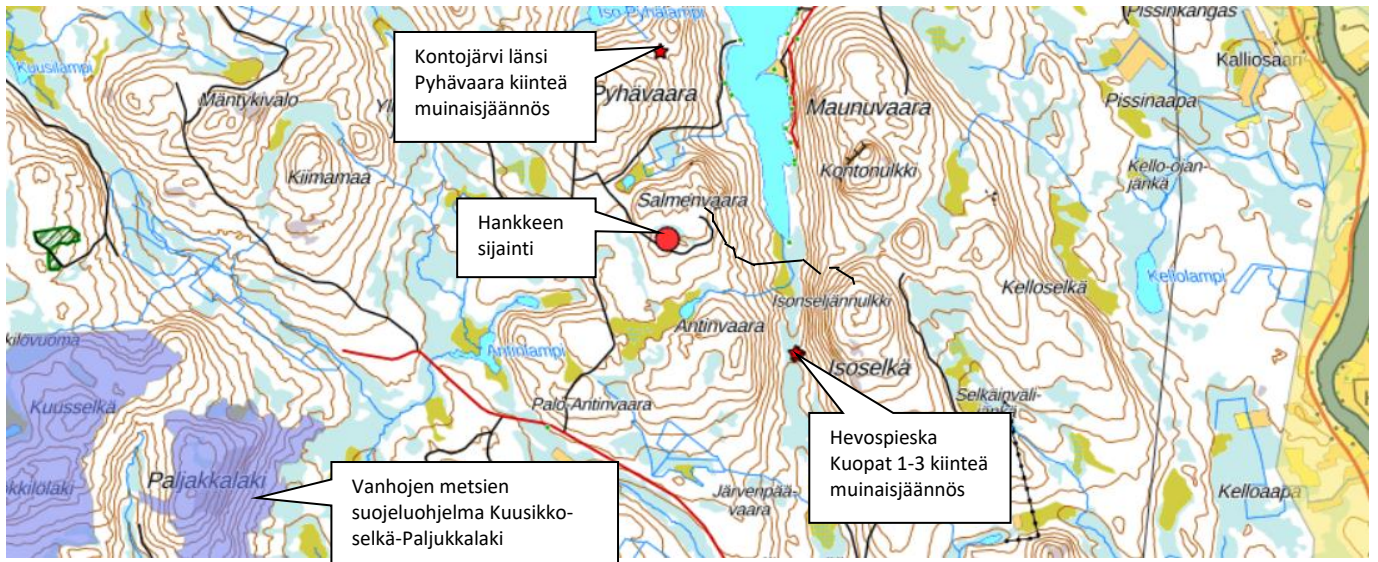 Kontojärvi länsi
Pyhävaara kiinteä
muinaisjäännös
Hankkeen
sijainti
Vanhojen metsien
suojeluohjelma Kuusikko-
selkä-Paljukkalaki
Hevospieska
Kuopat 1-3 kiinteä
muinaisjäännös
Iso Pyhälampi
Pissinkangas
Kuusilampi
Kalliosaari
Mäntykivalo
Pyhävaara
Maunuvaara
Pissinaapa
Kiimamaa
Kontonulkki
Kello-ojan-
jänkä
Salmenvaara
Kellolampi
Kelloselkä
Isonseljännulkki
Antinvaara
Antinlampi
Isoselkä
Kuusselkä
Palo-Antinvaara
Selkäinväli-
jänkä
Paljakkalaki
Järvenpää-
vaara
Kelloaapa